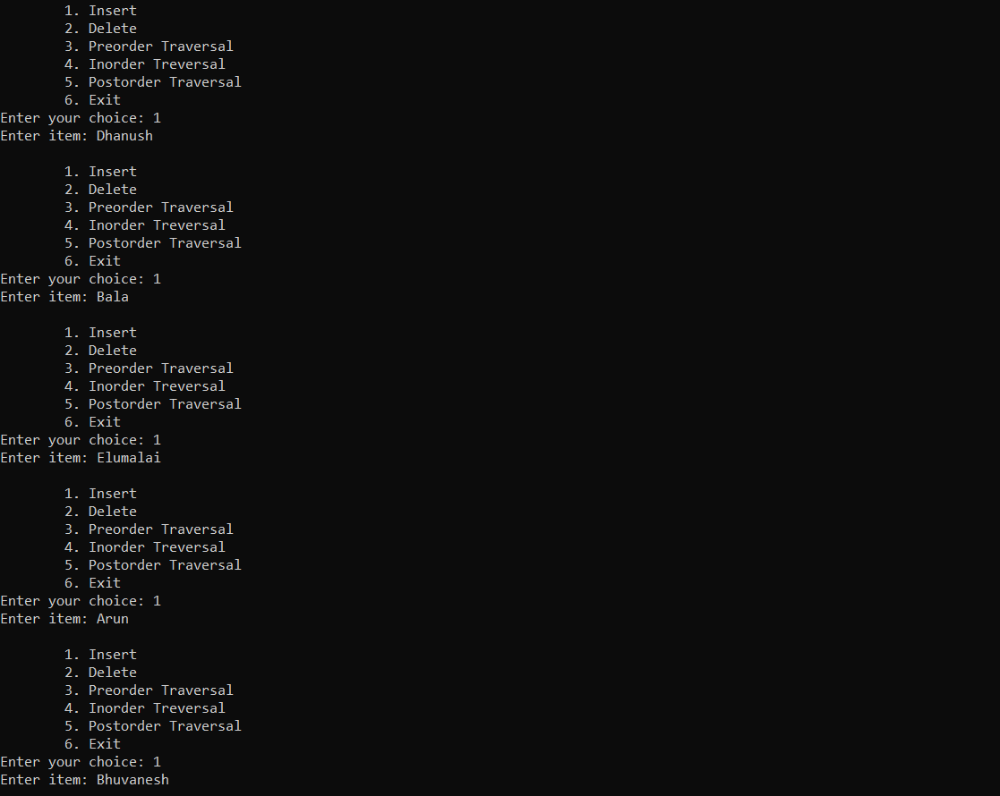 1. Insert
2. Delete
3. Preorder Traversal
4. Inorder Treversal
5. Postorder Traversal
6. Exit
Enter your choice: 1
Enter item: Dhanush
1. Insert
2. Delete
3. Preorder Traversal
4. Inorder Treversal
5. Postorder Traversal
6. Exit
Enter your choice: 1
Enter item: Bala
1. Insert
2. Delete
3. Preorder Traversal
4. Inorder Treversal
5. Postorder Traversal
6. Exit
Enter your choice: 1
Enter item: Elumalai
1. Insert
2. Delete
3. Preorder Traversal
4. Inorder Treversal
5. Postorder Traversal
6. Exit
Enter your choice: 1
Enter item: Arun
1. Insert
2. Delete
3. Preorder Traversal
4. Inorder Treversal
5. Postorder Traversal
6. Exit
Enter your choice: 1
Enter item: Bhuvanesh